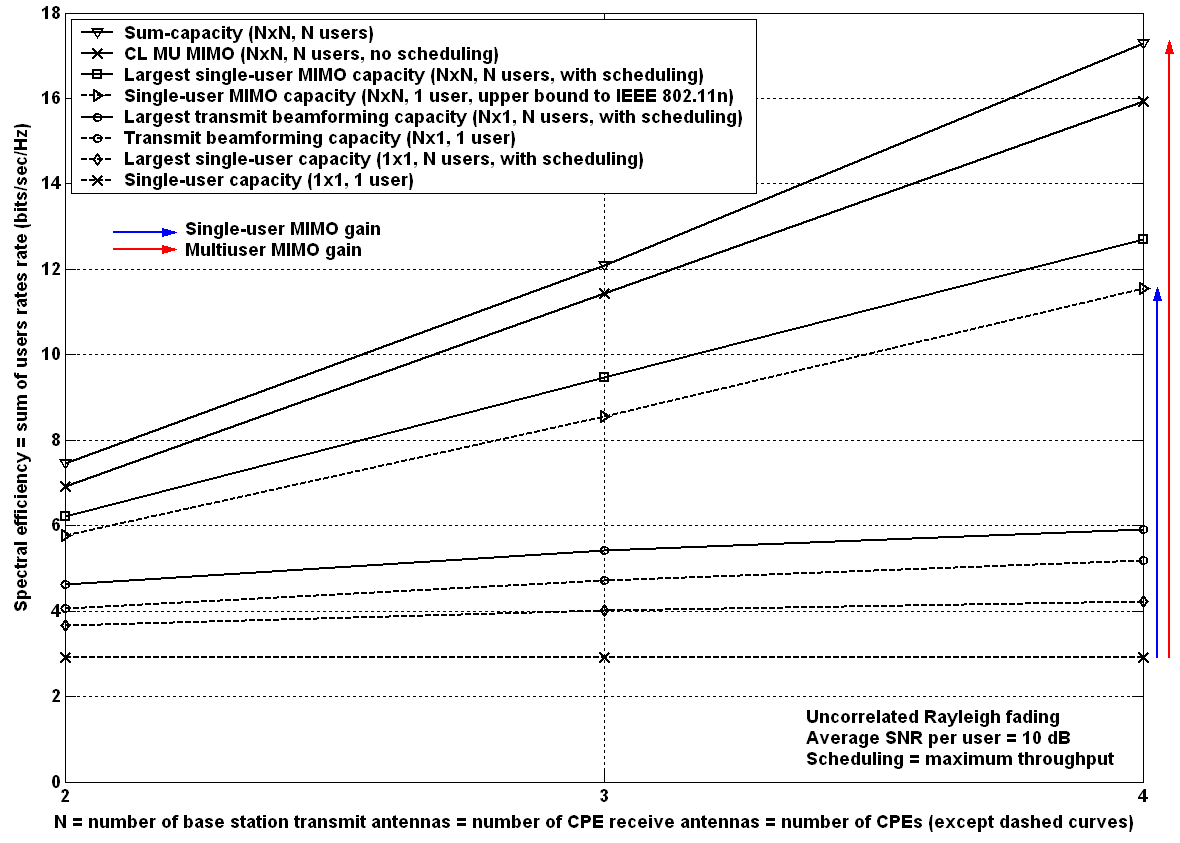 18
16
14
12
10
8
6
4
2
0
Spectral efficiency = sum of users rates rate (bits/sec/Hz)
Sum-capacity (NxN, N users)
CL MU MIMO (NxN, N users, no scheduling)
Largest single-user MIMO capacity (NxN, N users, with scheduling)
Single-user MIMO capacity (NxN, 1 user, upper bound to IEEE 802.11n)
Largest transmit beamforming capacity (Nx1, N users, with scheduling)
Transmit beamforming capacity (Nx1, 1 user)
Largest single-user capacity (1x1, N users, with scheduling)
Single-user capacity (1x1, 1 user)
Single-user MIMO gain
Multiuser MIMO gain
Uncorrelated Rayleigh fading
Average SNR per user = 10 dB
Scheduling = maximum throughput
2 3 4
N = number of base station transmit antennas = number of CPE receive antennas = number of CPEs (except dashed curves)